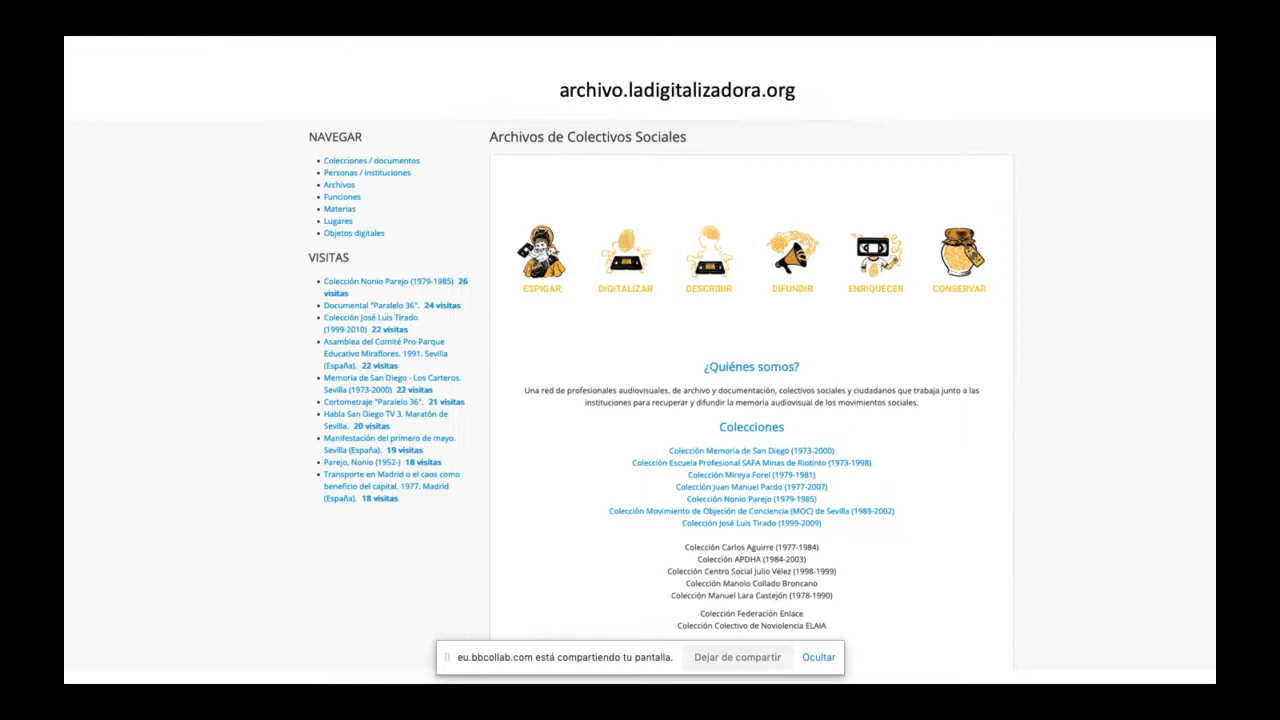 archivo.ladigitalizadora.org
NAVEGAR
Colecciones / documentos
Personas / instituciones
Archivos
Funciones
Materias
Lugares
Objetos digitales
VISITAS
Colección Nonio Parejo (1979-1985) 26
visitas
Documental "Paralelo 36". 24 visitas
Colección José Luis Tirado
(1999-2010) 22 visitas
Asamblea del Comité Pro-Parque
Educativo Miraflores. 1991. Sevilla
(España). 22 visitas
Memoria de San Diego - Los Carteros.
Sevilla (1973-2000) 22 visitas
Cortometraje "Paralelo 36". 21 visitas
Habla San Diego TV 3. Maratón de
Sevilla. 20 visitas
Manifestación del primero de mayo.
Sevilla (España). 19 visitas
Parejo, Nonio (1952-) 18 visitas
Transporte en Madrid o el caos como
beneficio del capital. 1977. Madrid
(España). 18 visitas
Archivos de Colectivos Sociales
ESPIGAR DIGITALIZAR DESCRIBIR DIFUNDIR ENRIQUECER CONSERVAR
¿Quiénes somos?
Una red de profesionales audiovisuales, de archivo y documentación, colectivos sociales y ciudadanos que trabaja junto a las
instituciones para recuperar y difundir la memoria audiovisual de los movimientos sociales.
Colecciones
Colección Memoria de San Diego (1973-2000)
Colección Escuela Profesional SAFA Minas de Riotinto (1973-1998)
Colección Mireya Forel (1979-1981)
Colección Juan Manuel Pardo (1977-2007)
Colección Nonio Parejo (1979-1985)
Colección Movimiento de Objeción de Conciencia (MOC) de Sevilla (1989-2002)
Colección José Luis Tirado (1999-2009)
Colección Carlos Aguirre (1977-1984)
Colección APDHA (1984-2003)
Colección Centro Social Julio Vélez (1998-1999)
Colección Manolo Collado Broncano
Colección Manuel Lara Castejón (1978-1990)
Colección Federación Enlace
Colección Colectivo de Noviolencia ELAIA
eu.bbcollab.com está compartiendo tu pantalla. Dejar de compartir Ocultar